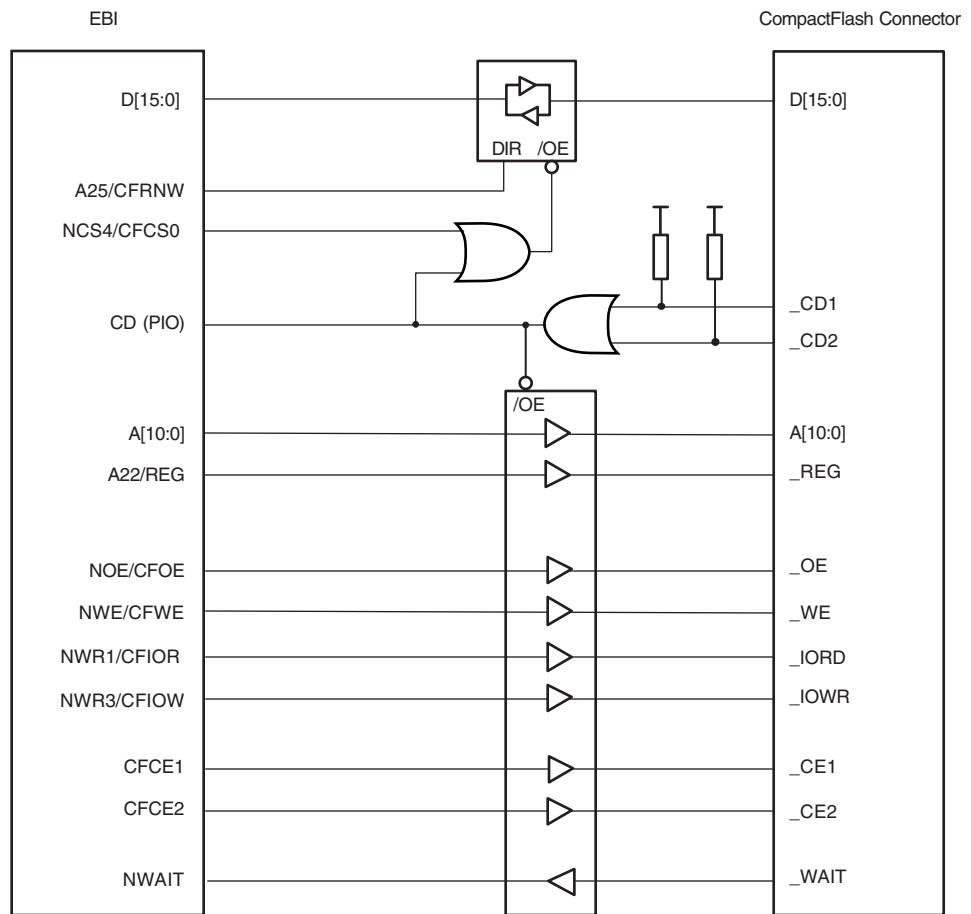 EBI
CompactFlash Connector
D[15:0]
D[15:0]
DIR /OE
A25/CFRNW
NCS4/CFCS0
_CD1
CD (PIO)
_CD2
/OE
A[10:0]
A[10:0]
A22/REG
_REG
NOE/CFOE
_OE
NWE/CFWE
_WE
NWR1/CFIOR
_IORD
NWR3/CFIOW
_IOWR
CFCE1
_CE1
CFCE2
_CE2
NWAIT
_WAIT